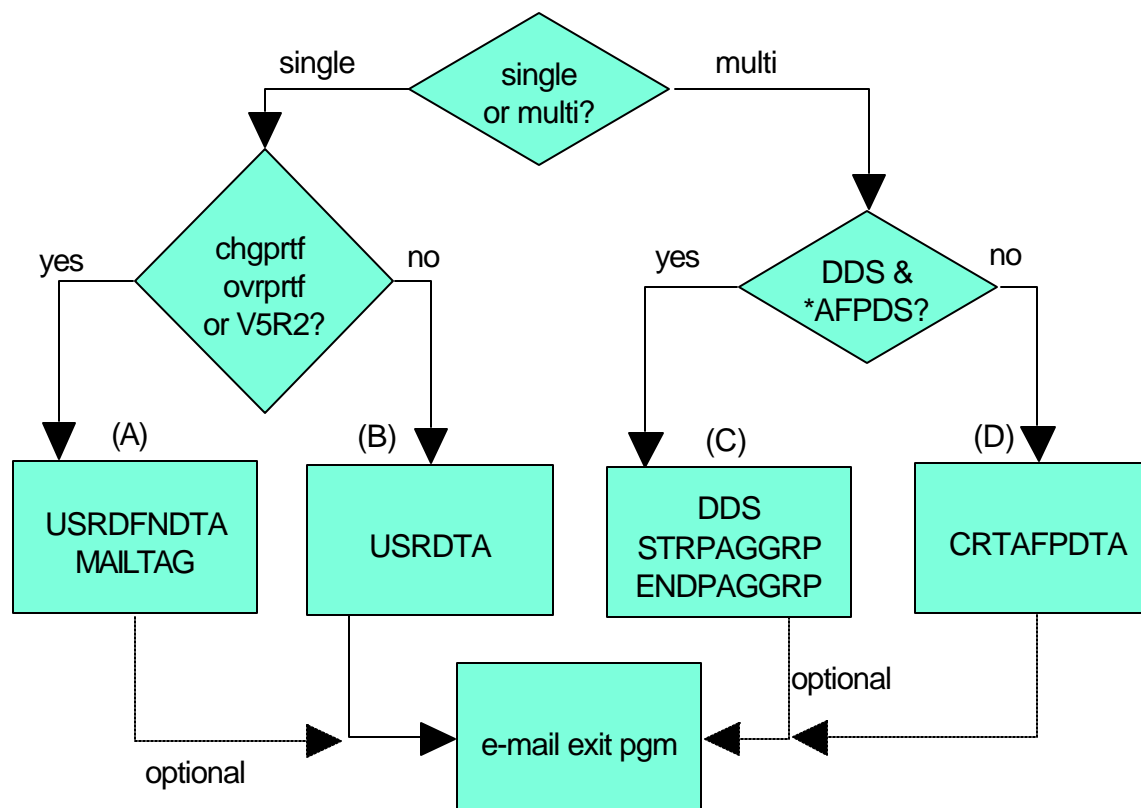 single
multi
single
or multi?
yes
chgprtf
ovrprtf
or V5R2?
no
yes
DDS &
*AFPDS?
no
(A)
(B)
(C)
(D)
USRDFNDTA
MAILTAG
USRDTA
DDS
STRPAGGRP
ENDPAGGRP
CRTAFPDTA
optional
e-mail exit pgm
optional